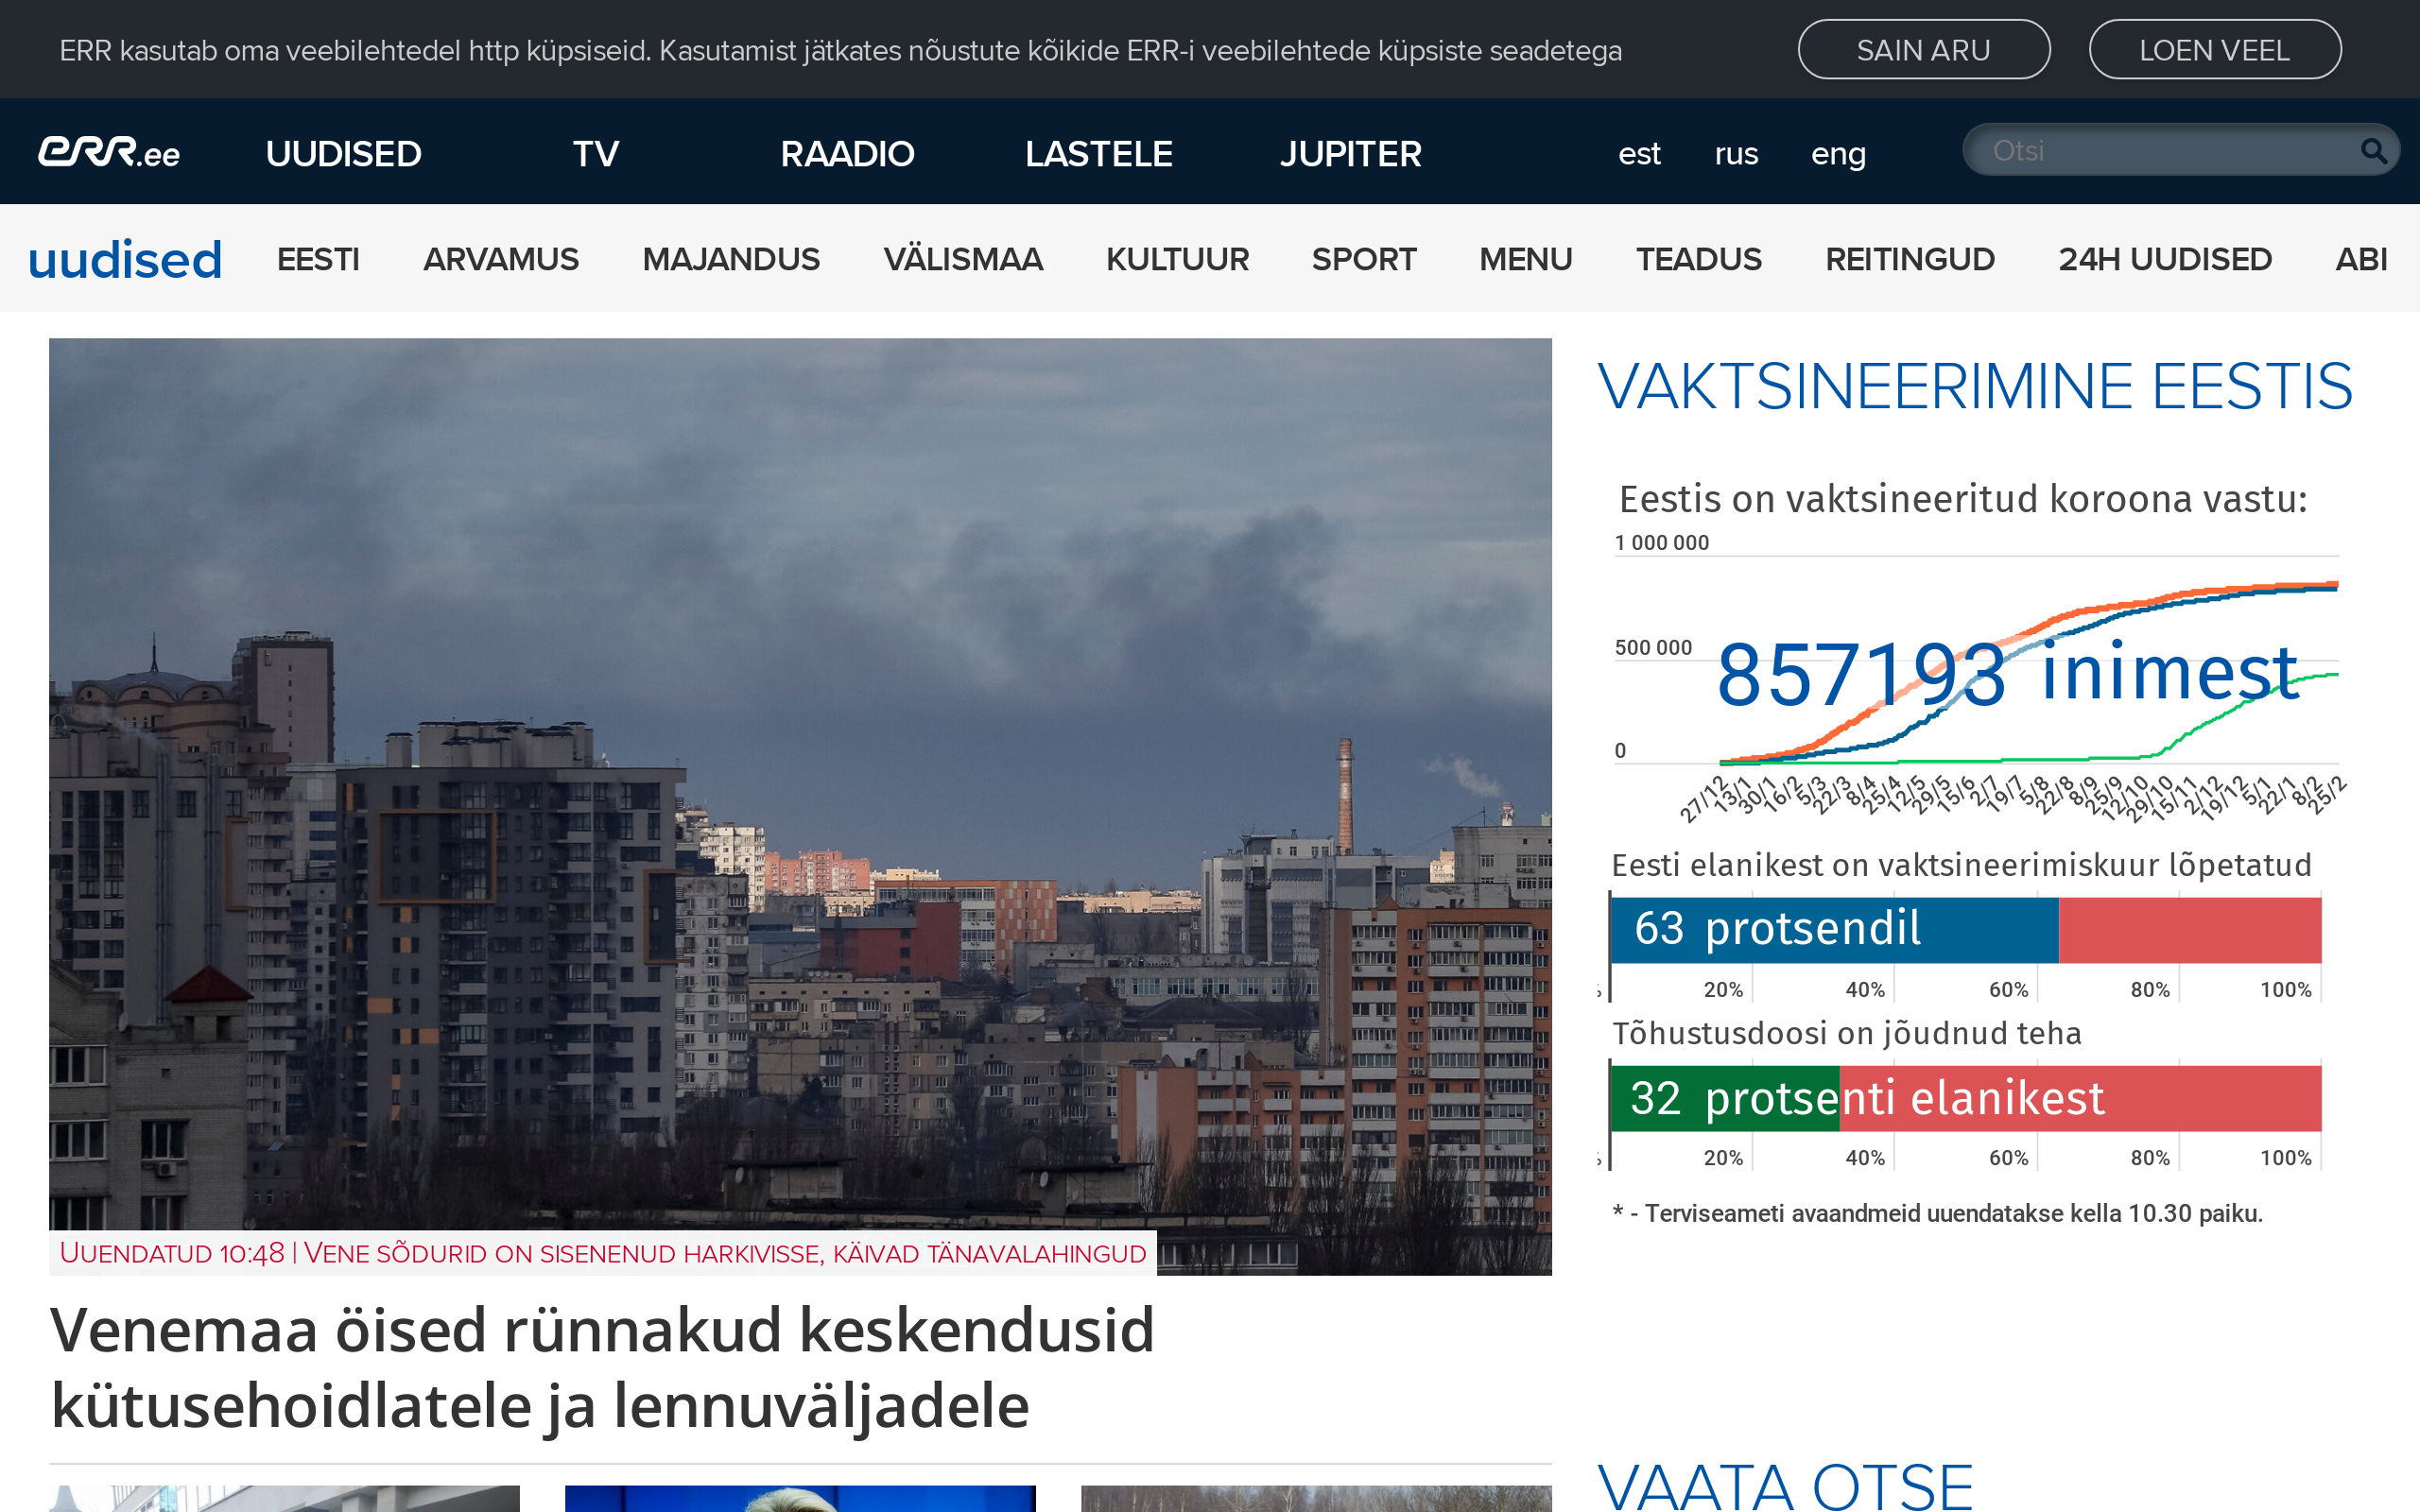 ERR kasutab oma veebilehtedel http küpsiseid. Kasutamist jätkates nõustute kõikide ERR-i veebilehtede küpsiste seadetega
SAIN ARU
LOEN VEEL
err.ee
UUDISED
TV
RAADIO
LASTELE
JUPITER
est
rus
eng
Otsi
uudised
EESTI
ARVAMUS
MAJANDUS
VÄLISMAA
KULTUUR
SPORT
MENU
TEADUS
REITINGUD
24H UUDISED
ABI
UUENDATUD 10:48 | VENE SÕDURID ON SISENENUD HARKIVISSE, KÄIVAD TÄNAVALAHINGUD
Venemaa öised rünnakud keskendusid
kütusehoidlatele ja lennuväljadele
VAKTSINEERIMINE EESTIS
Eestis on vaktsineeritud koroona vastu:
1 000 000
500 000
857193 inimest
0
27/12 13/1 30/1 16/2 5/3 22/3 8/4 25/4 12/5 29/5 15/6 2/7 19/7 5/8 22/8 8/9 25/9 12/10 29/10 15/11 2/12 19/12 5/1 22/1 8/2 25/2
Eesti elanikest on vaktsineerimiskuur lõpetatud
63 protsendil
20% 40% 60% 80% 100%
Tõhustusdoosi on jõudnud teha
32 protsenti elanikest
20% 40% 60% 80% 100%
* - Terviseameti avaandmeid uuendatakse kella 10.30 paiku.
VAATA OTSE